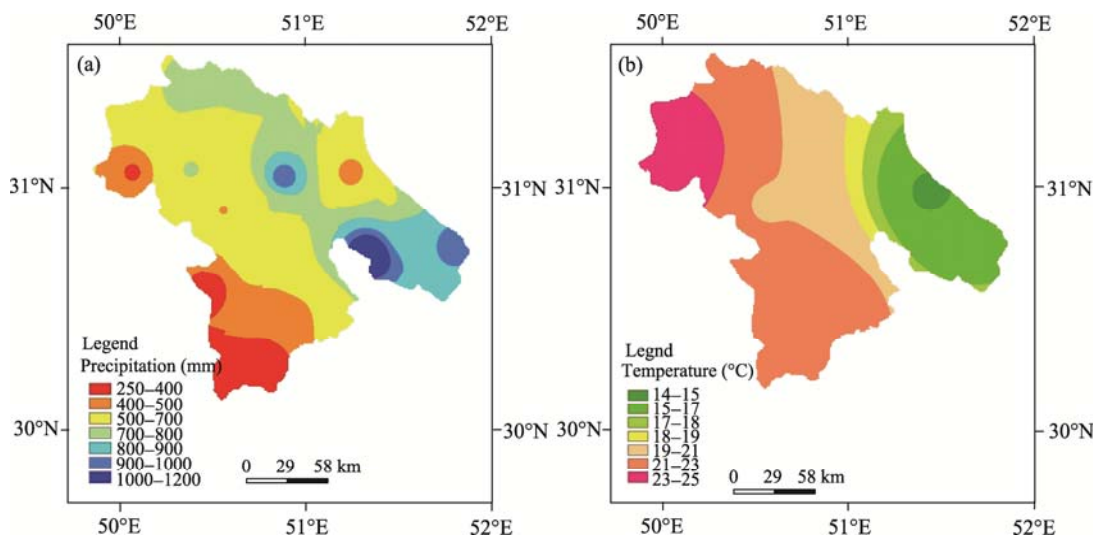 50°E 51°E 52°E
(a)
31°N
30°N
Legend
Precipitation (mm)
250–400
400–500
500–700
700–800
800–900
900–1000
1000–1200
0 29 58 km
50°E 51°E 52°E
50°E 51°E 52°E
(b)
31°N 31°N
30°N 30°N
Legnd
Temperature (°C)
14–15
15–17
17–18
18–19
19–21
21–23
23–25
0 29 58 km
50°E 51°E 52°E